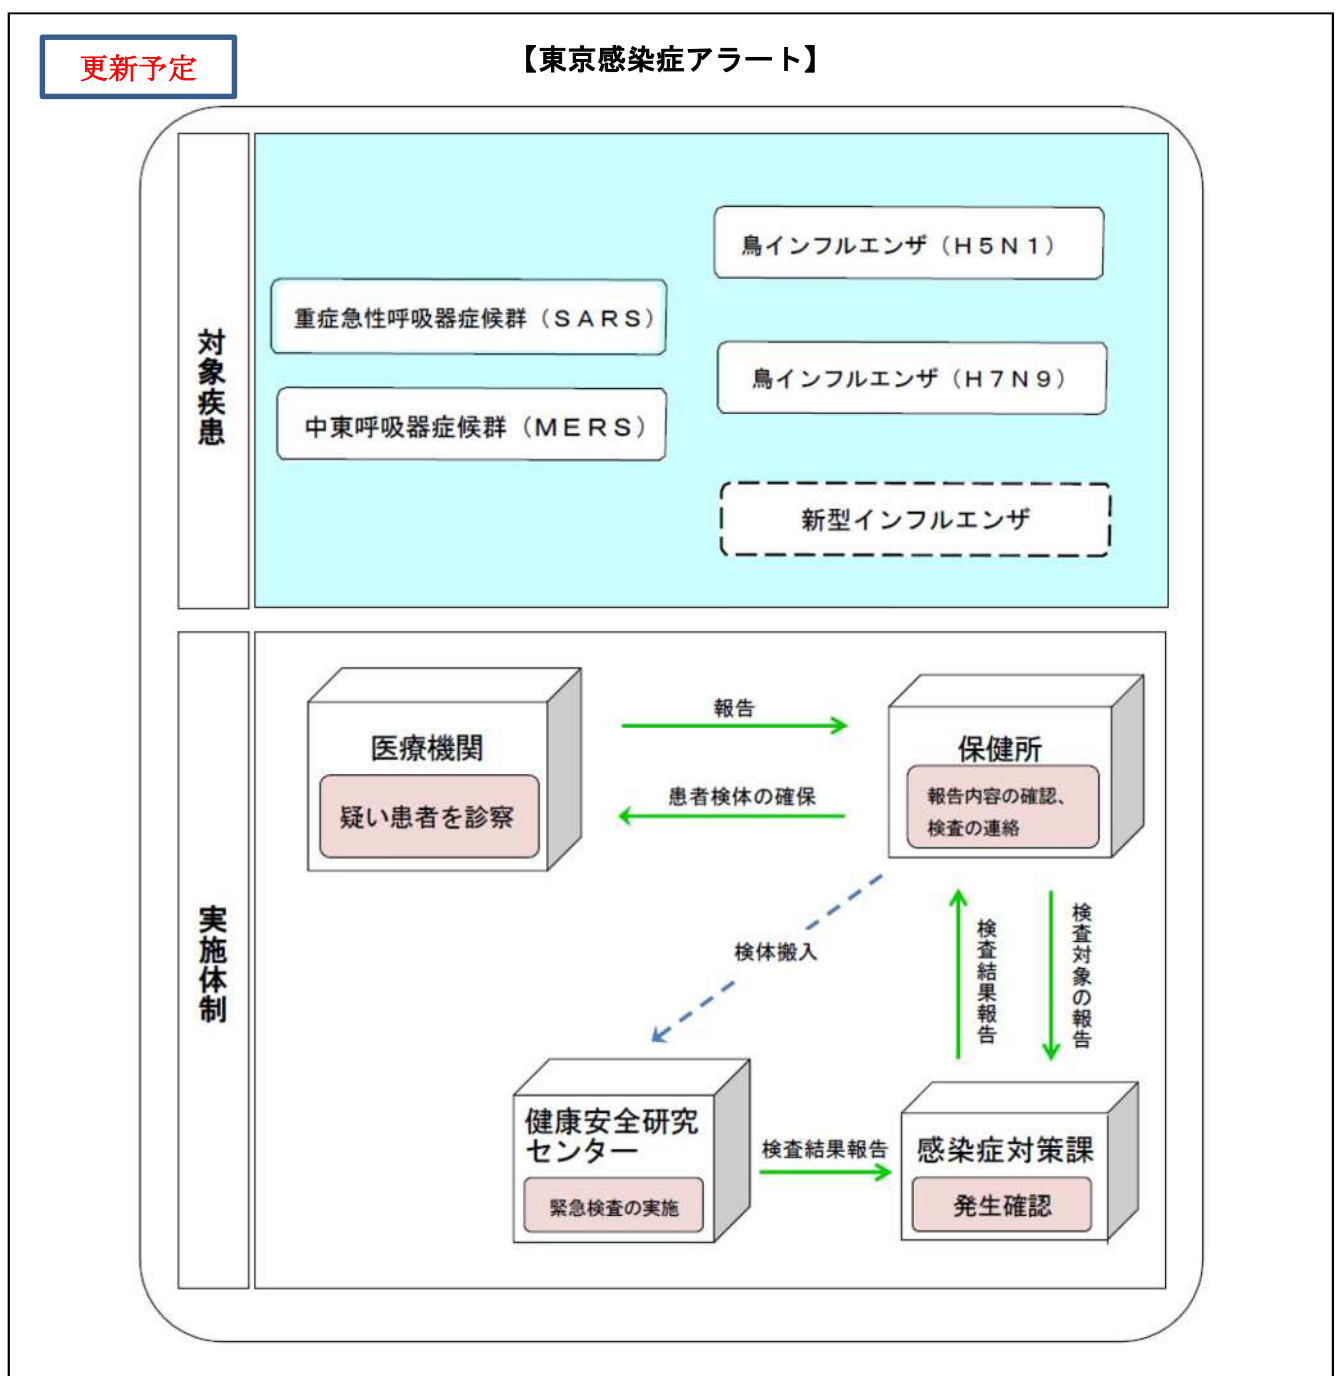 更新予定
【東京感染症アラート】
対象疾患
重症急性呼吸器症候群（ＳＡＲＳ）
中東呼吸器症候群（ＭＥＲＳ）
鳥インフルエンザ（Ｈ５Ｎ１）
鳥インフルエンザ（Ｈ７Ｎ９）
新型インフルエンザ
実施体制
医療機関
疑い患者を診察
報告
患者検体の確保
保健所
報告内容の確認、
検査の連絡
検体搬入
検査結果報告
検査対象の報告
健康安全研究
センター
緊急検査の実施
検査結果報告
感染症対策課
発生確認